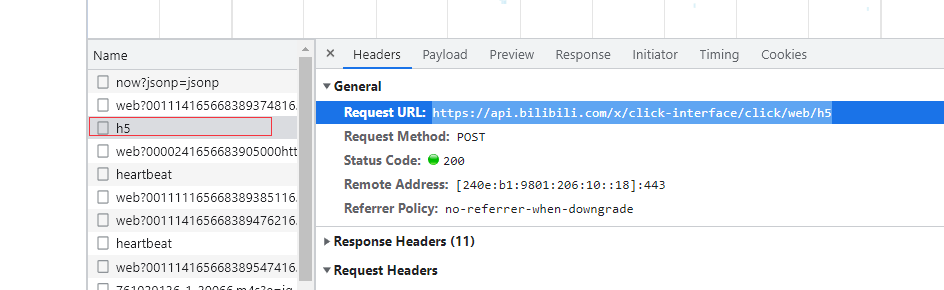 Name
now?jsonp=jsonp
web?001114165668389374816.
h5
web?0000241656683905000htt
heartbeat
web?001111165668389385116.
web?001114165668389476216.
heartbeat
web?001114165668389547416.
× Headers Payload Preview Response Initiator Timing Cookies
General
Request URL: https://api.bilibili.com/x/click-interface/click/web/h5
Request Method: POST
Status Code: 200
Remote Address: [240e:b1:9801:206:10::18]:443
Referrer Policy: no-referrer-when-downgrade
Response Headers (11)
Request Headers